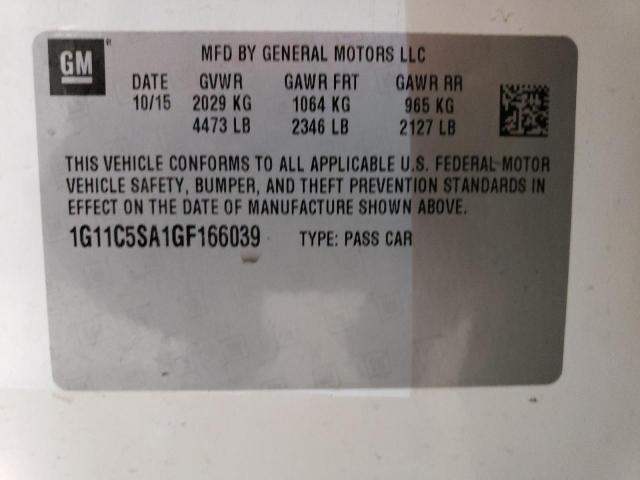 GM
MFD BY GENERAL MOTORS LLC
DATE GVWR GAWR FRT GAWR RR
10/15 2029 KG 1064 KG 965 KG
4473 LB 2346 LB 2127 LB
THIS VEHICLE CONFORMS TO ALL APPLICABLE U.S. FEDERAL MOTOR
VEHICLE SAFETY, BUMPER, AND THEFT PREVENTION STANDARDS IN
EFFECT ON THE DATE OF MANUFACTURE SHOWN ABOVE.
1G11C5SA1GF166039 TYPE: PASS CAR